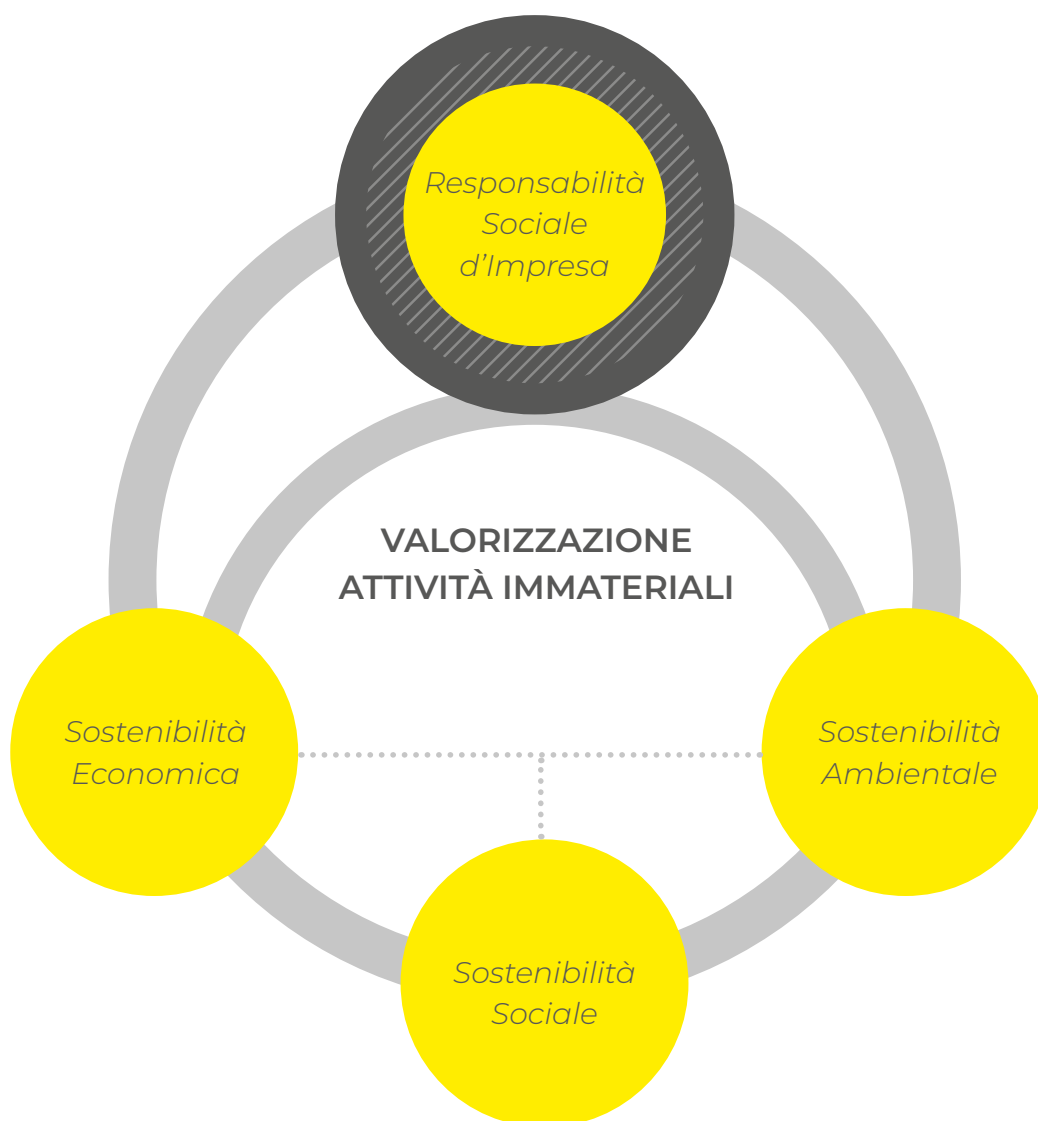 Responsabilità
Sociale
d’Impresa
VALORIZZAZIONE
ATTIVITÀ IMMATERIALI
Sostenibilità
Economica
Sostenibilità
Ambientale
Sostenibilità
Sociale